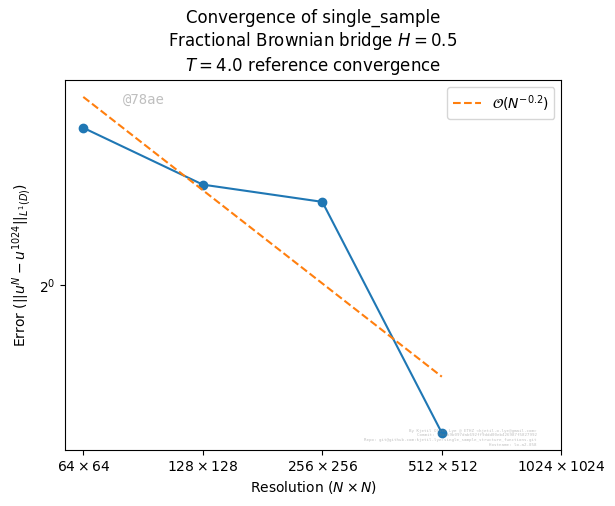 Convergence of single_sample
Fractional Brownian bridge H = 0.5
T = 4.0 reference convergence
@78ae
O(N^{-0.2})
Error (||u^N − u^{1024}||_{L^1(D)})
2^0
64 × 64
128 × 128
256 × 256
512 × 512
1024 × 1024
Resolution (N × N)